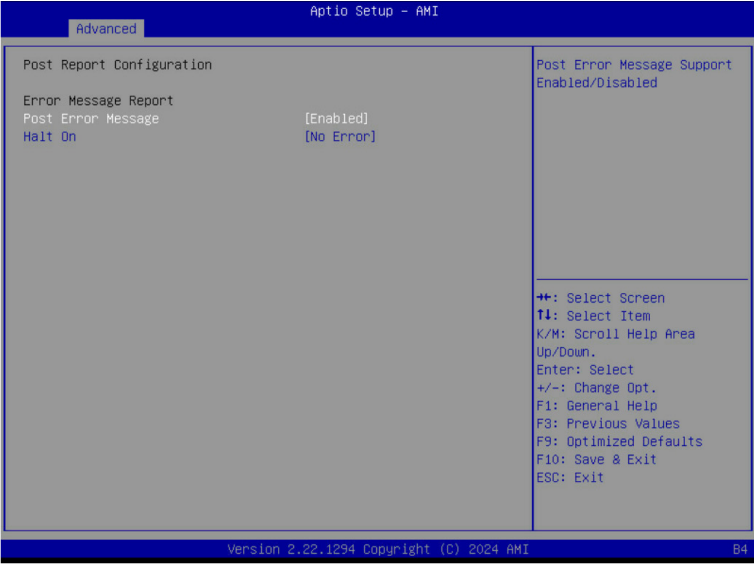 Aptio Setup – AMI
Advanced
Post Report Configuration
Error Message Report
Post Error Message [Enabled]
Halt On [No Error]
Post Error Message Support
Enabled/Disabled
→←: Select Screen
↑↓: Select Item
K/M: Scroll Help Area
Up/Down.
Enter: Select
+/-: Change Opt.
F1: General Help
F3: Previous Values
F9: Optimized Defaults
F10: Save & Exit
ESC: Exit
Version 2.22.1294 Copyright (C) 2024 AMI
B4